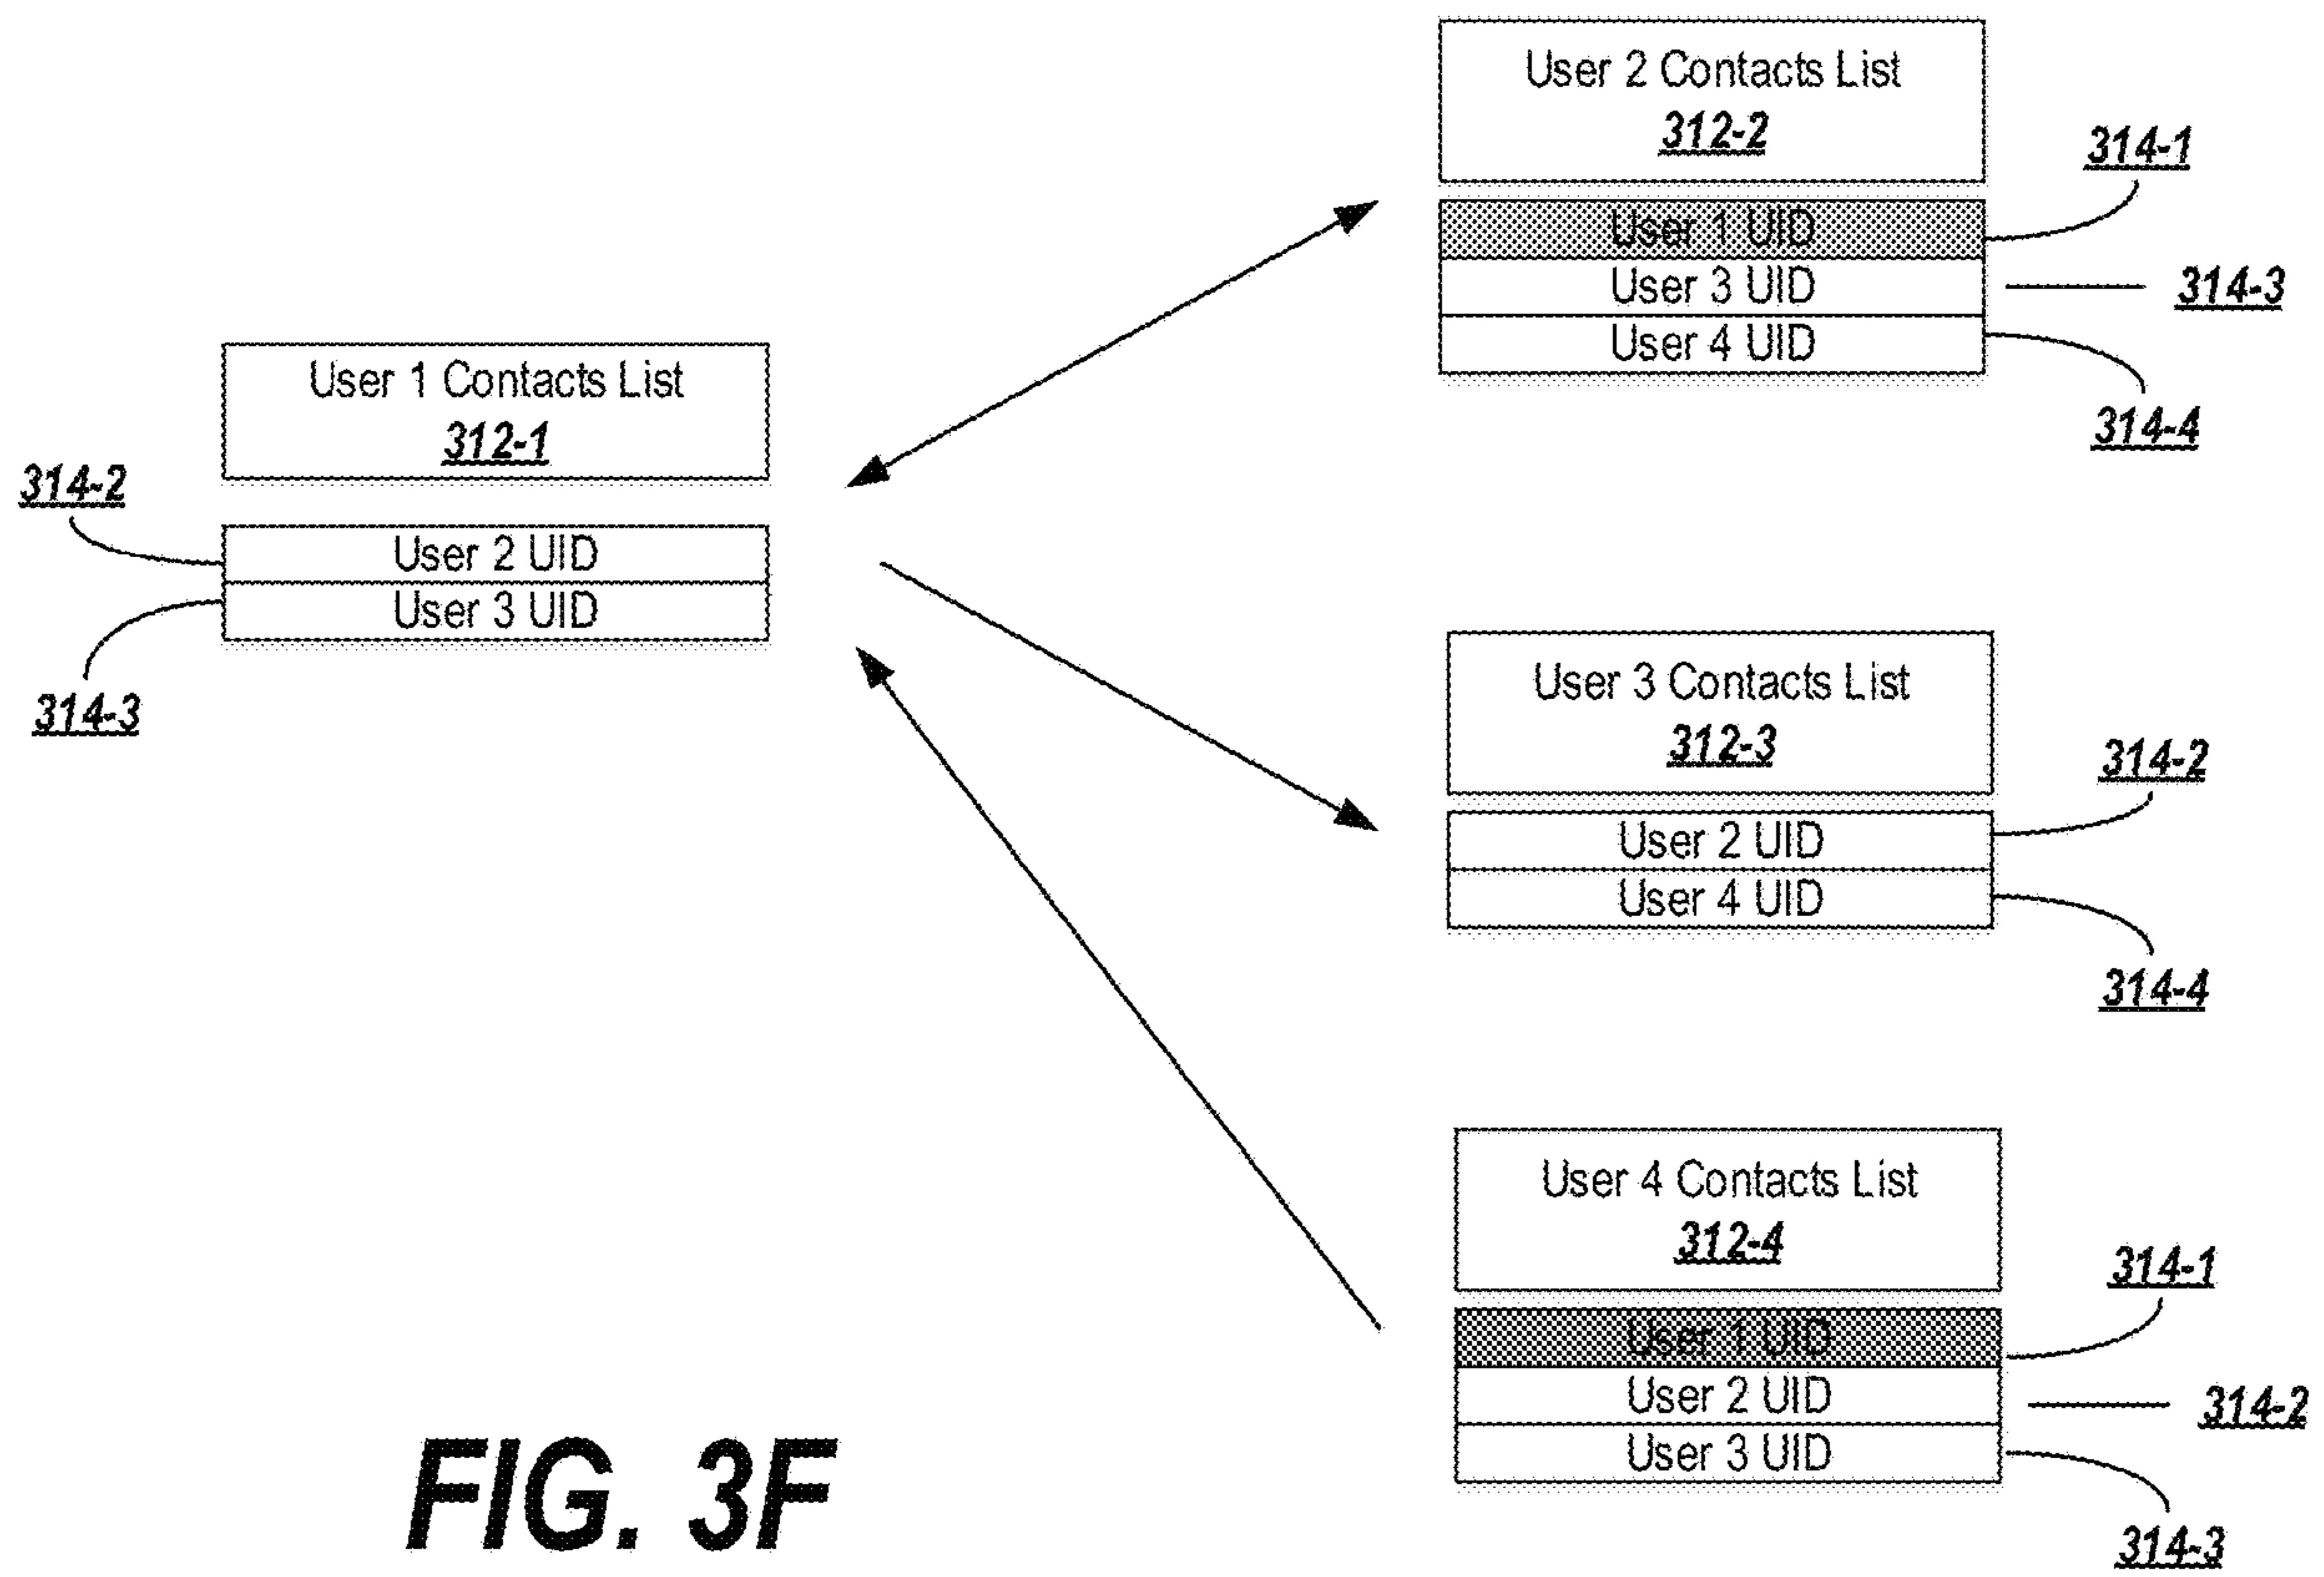 User 1 Contacts List
312-1
314-2
User 2 UID
User 3 UID
314-3
User 2 Contacts List
312-2
314-1
User 1 UID
User 3 UID
314-3
User 4 UID
314-4
User 3 Contacts List
312-3
314-2
User 2 UID
User 4 UID
314-4
User 4 Contacts List
312-4
314-1
User 1 UID
User 2 UID
314-2
User 3 UID
314-3
FIG. 3F